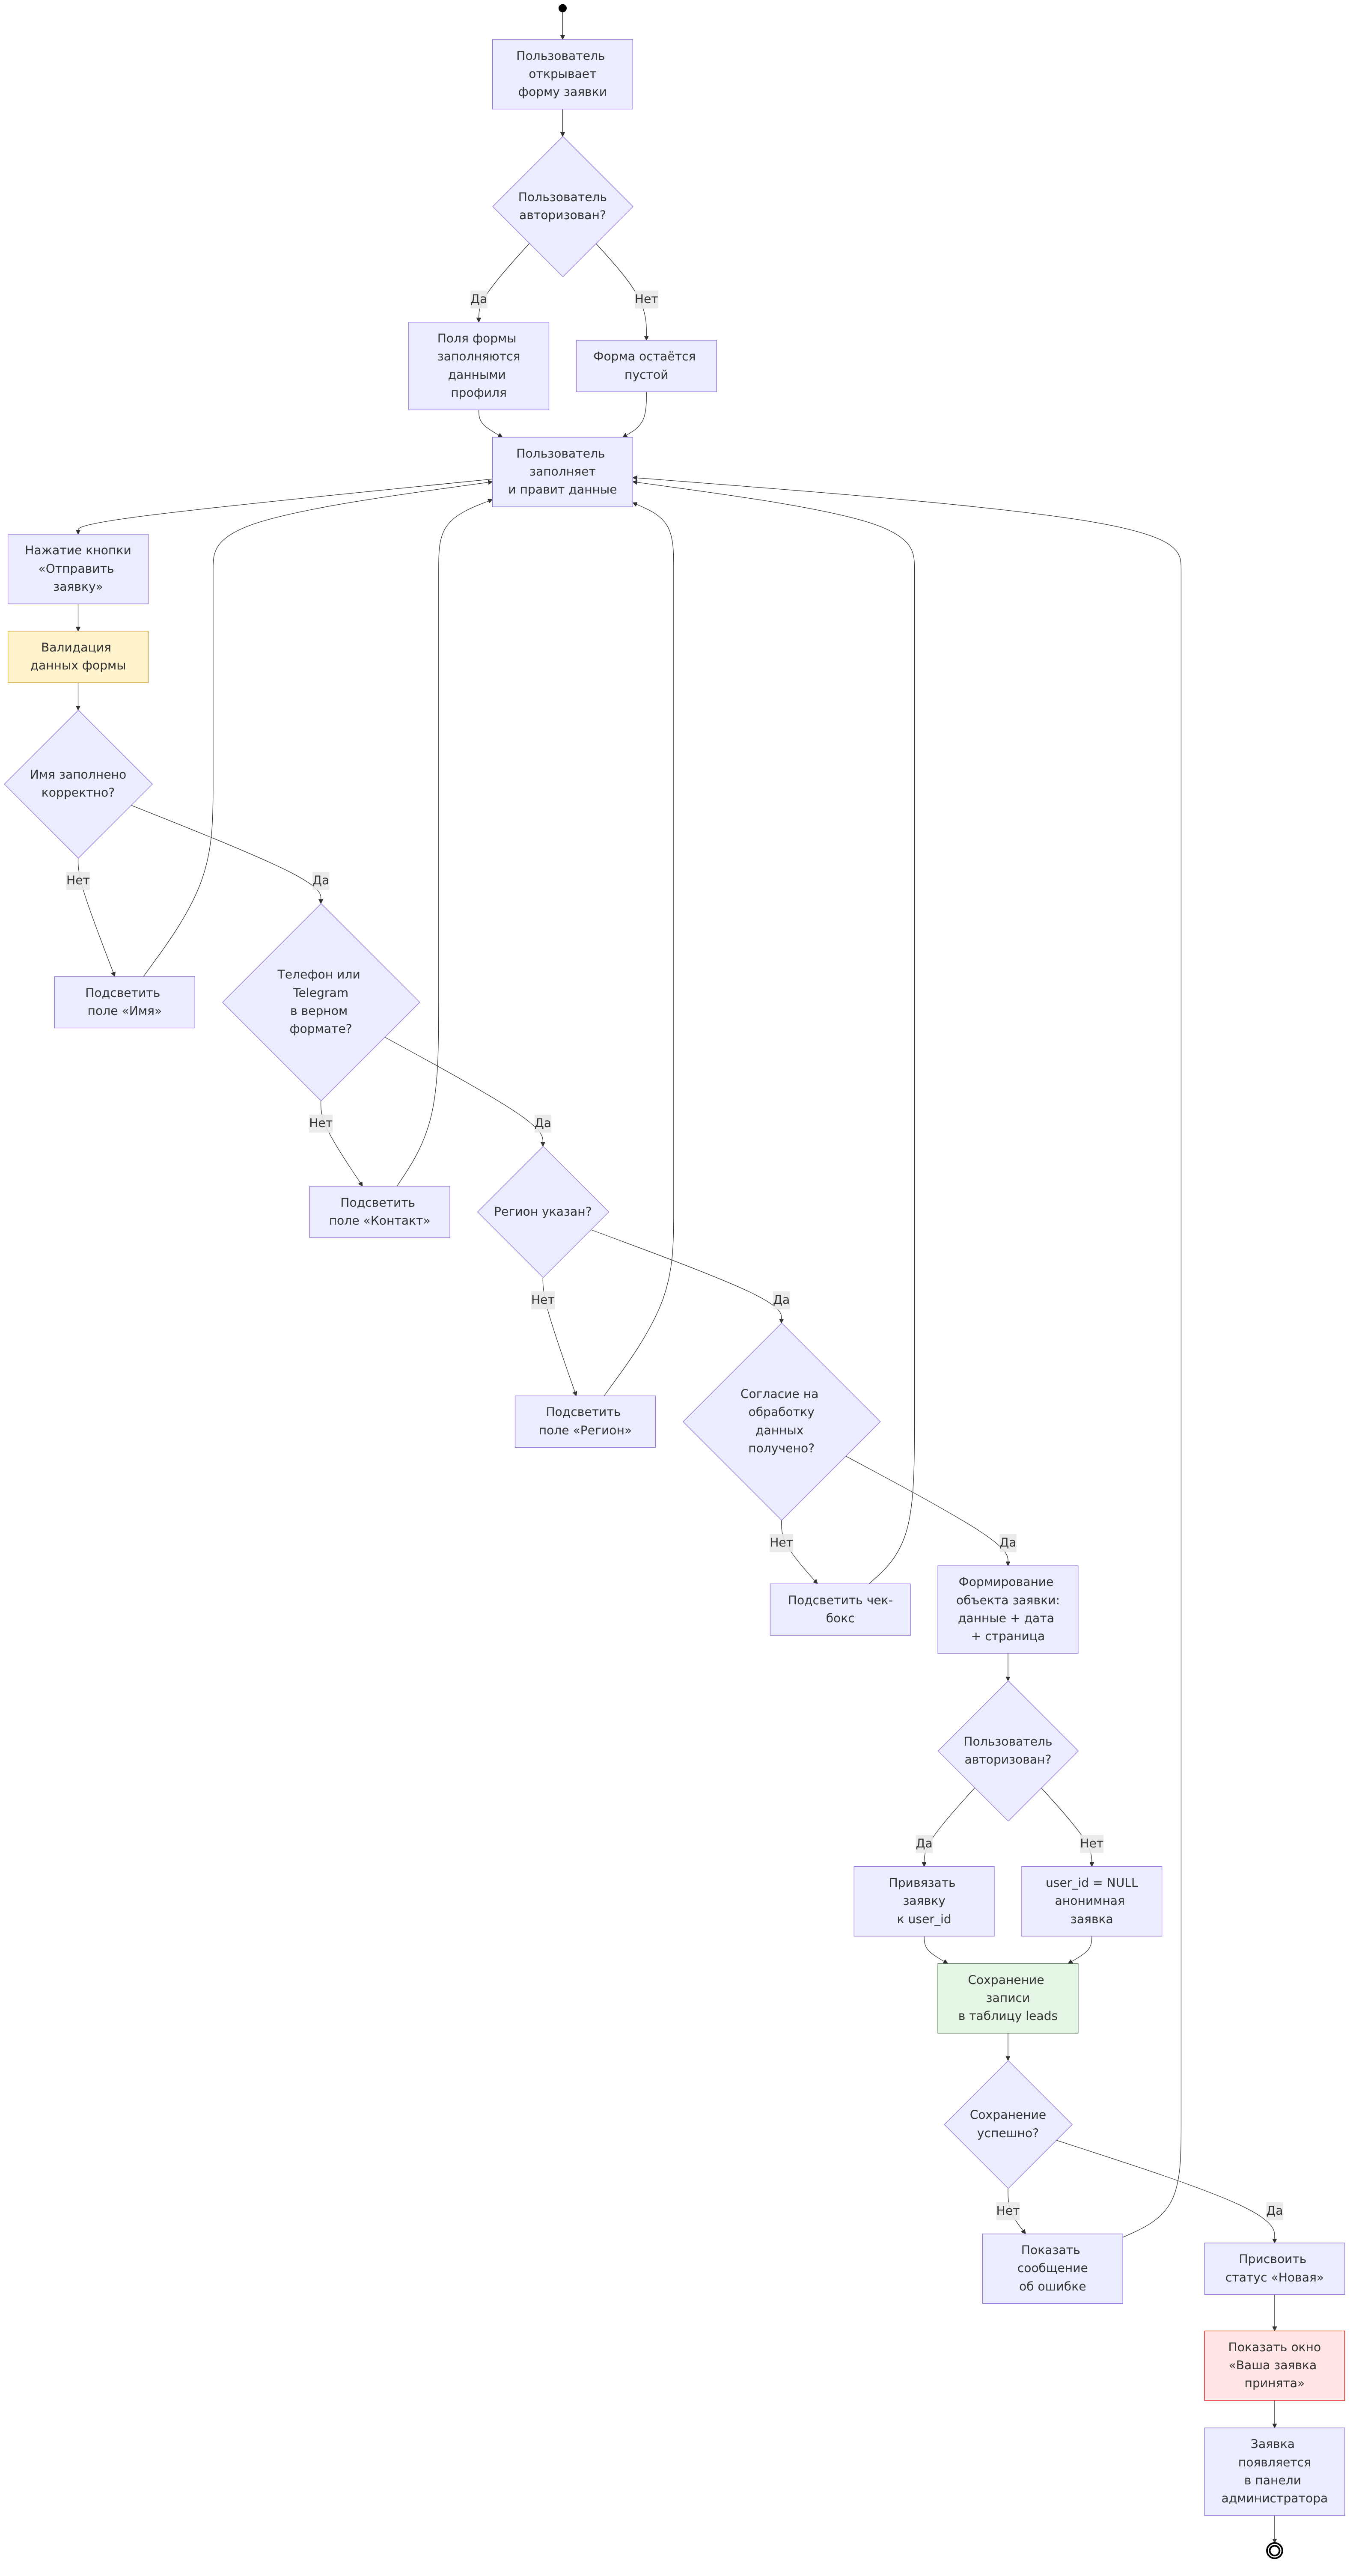 Пользователь
открывает
форму заявки
Пользователь
авторизован?
Да
Нет
Поля формы
заполняются
данными
профиля
Форма остаётся
пустой
Пользователь
заполняет
и правит данные
Нажатие кнопки
«Отправить
заявку»
Валидация
данных формы
Имя заполнено
корректно?
Нет
Да
Подсветить
поле «Имя»
Телефон или
Telegram
в верном
формате?
Нет
Да
Подсветить
поле «Контакт»
Регион указан?
Нет
Да
Подсветить
поле «Регион»
Согласие на
обработку
данных
получено?
Нет
Да
Подсветить чек-
бокс
Формирование
объекта заявки:
данные + дата
+ страница
Пользователь
авторизован?
Да
Нет
Привязать
заявку
к user_id
user_id = NULL
анонимная
заявка
Сохранение
записи
в таблицу leads
Сохранение
успешно?
Нет
Да
Показать
сообщение
об ошибке
Присвоить
статус «Новая»
Показать окно
«Ваша заявка
принята»
Заявка
появляется
в панели
администратора